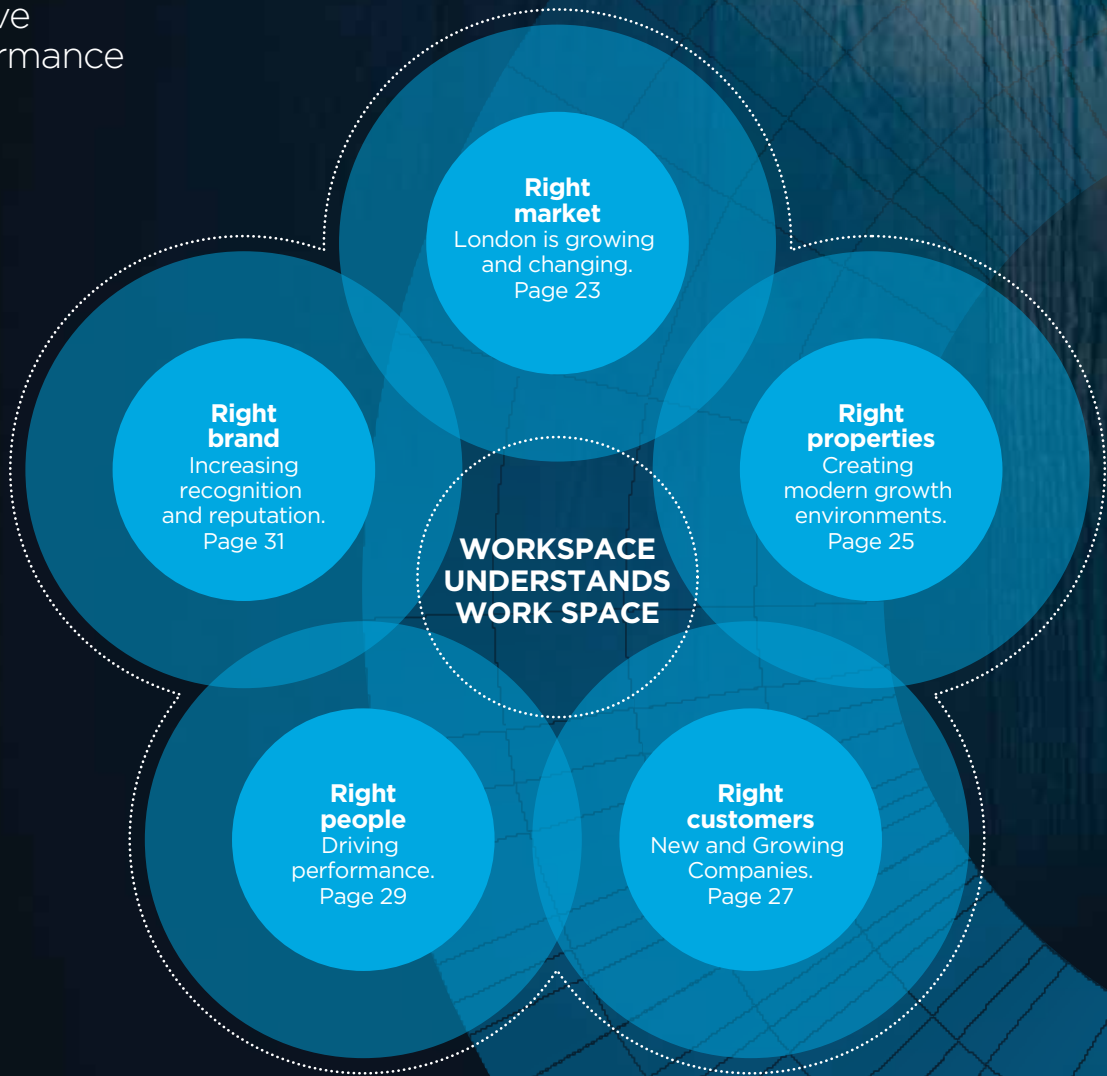 Right
market
London is growing
and changing.
Page 23
Right
brand
Increasing
recognition
and reputation.
Page 31
Right
properties
Creating
modern growth
environments.
Page 25
WORKSPACE
UNDERSTANDS
WORK SPACE
Right
people
Driving
performance.
Page 29
Right
customers
New and Growing
Companies.
Page 27